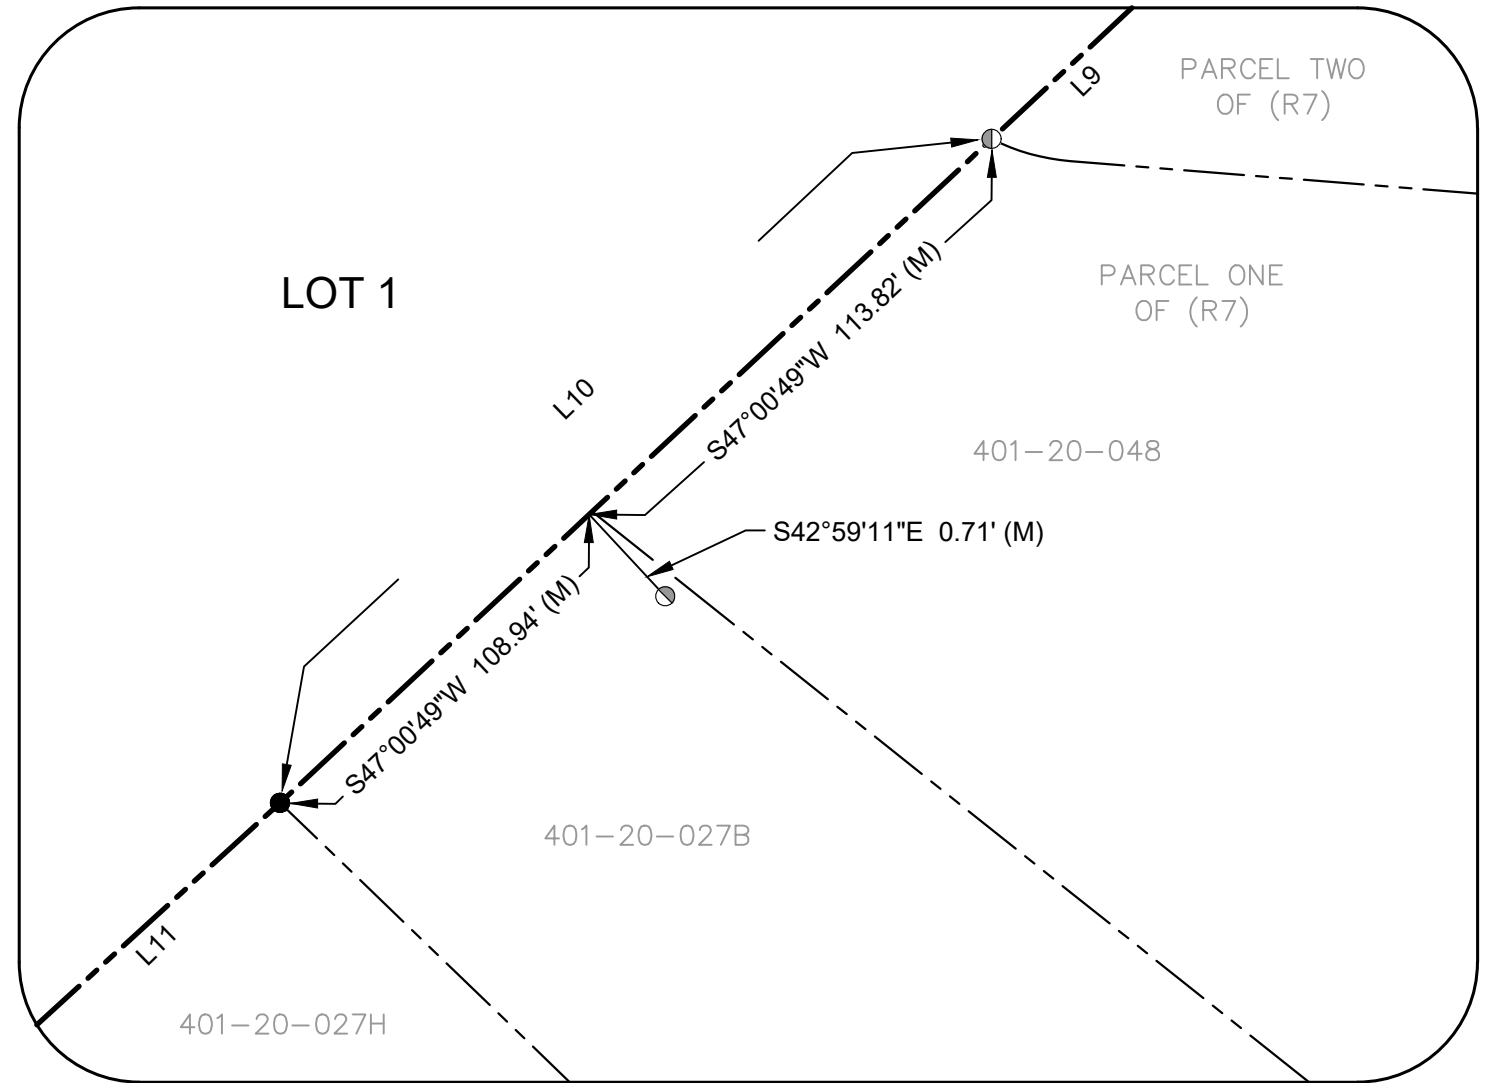 PARCEL TWO
OF (R7)
L9
PARCEL ONE
OF (R7)
LOT 1
S47°00'49"W 113.82' (M)
L10
401-20-048
S42°59'11"E 0.71' (M)
S47°00'49"W 108.94' (M)
401-20-027B
L11
401-20-027H